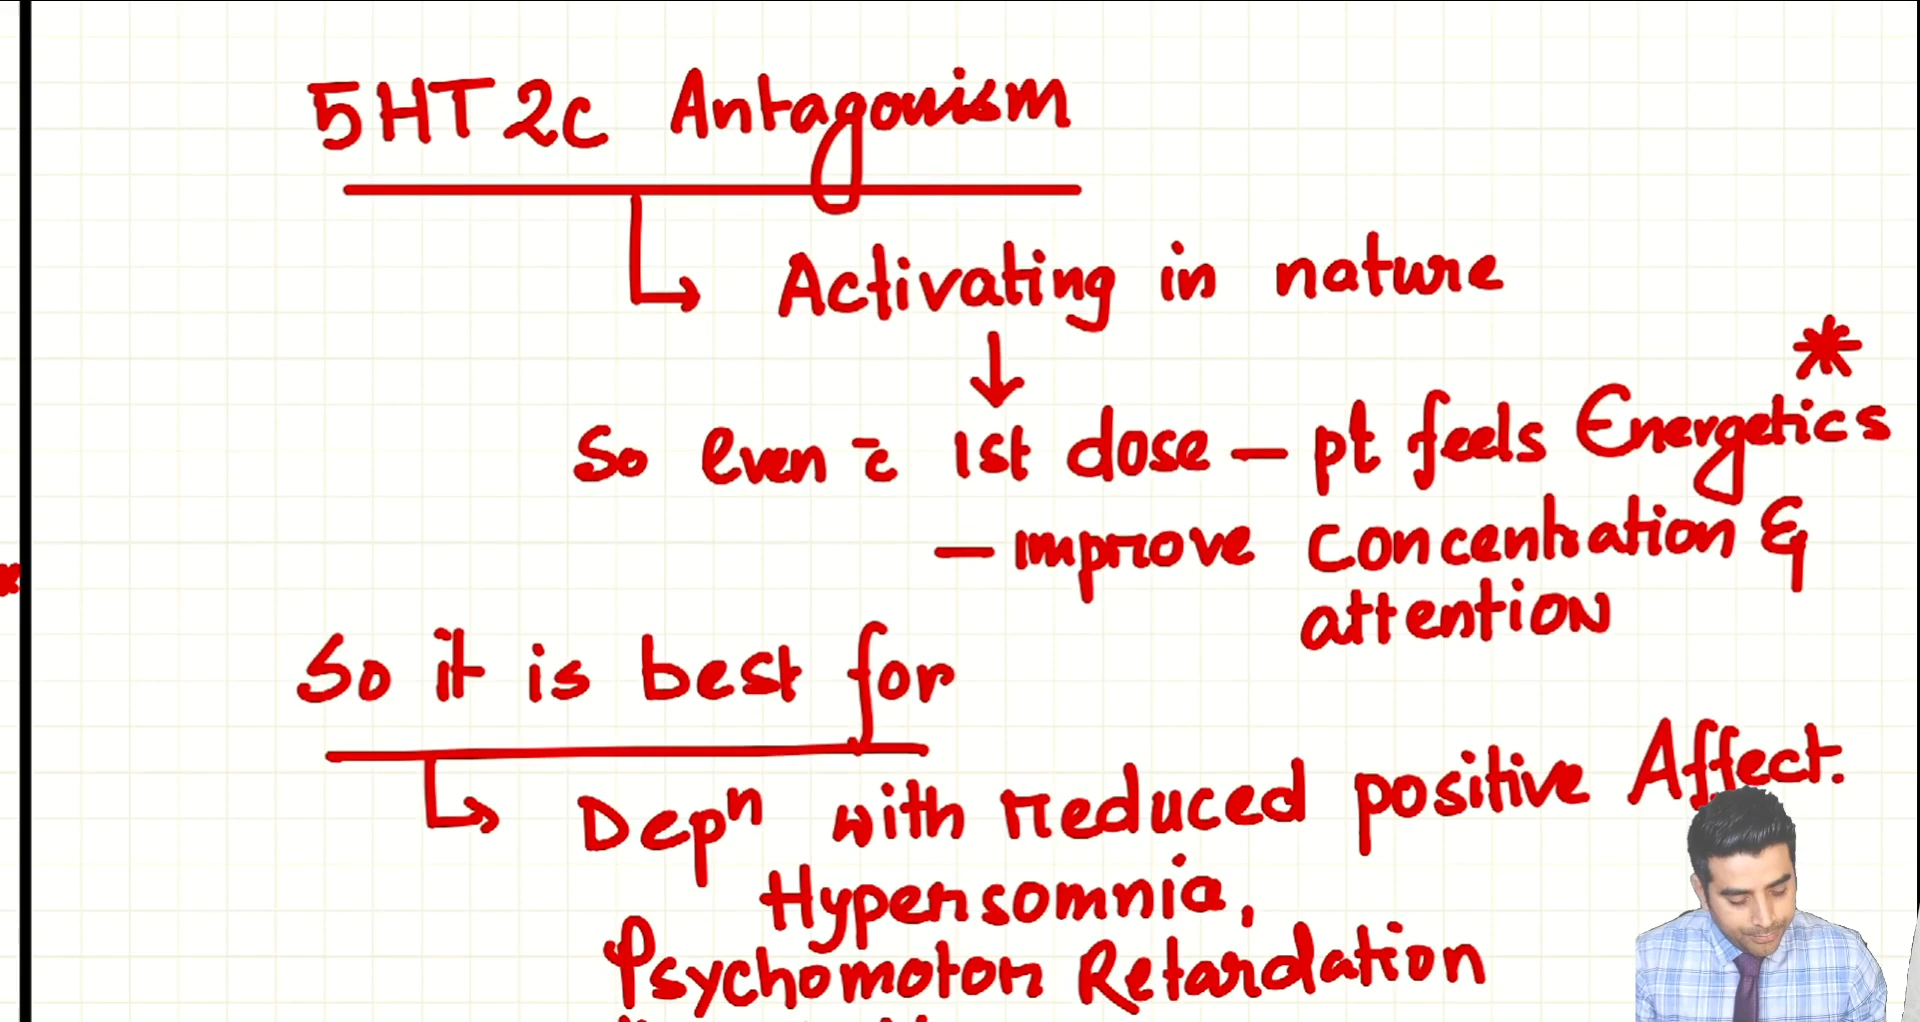 5HT2c Antagonism
↳ Activating in nature
↓
*
So even c̄ 1st dose – pt feels Energetics
– improve concentration &
attention
So it is best for
↳ Depⁿ with reduced positive Affect.
Hypersomnia,
Psychomotor Retardation